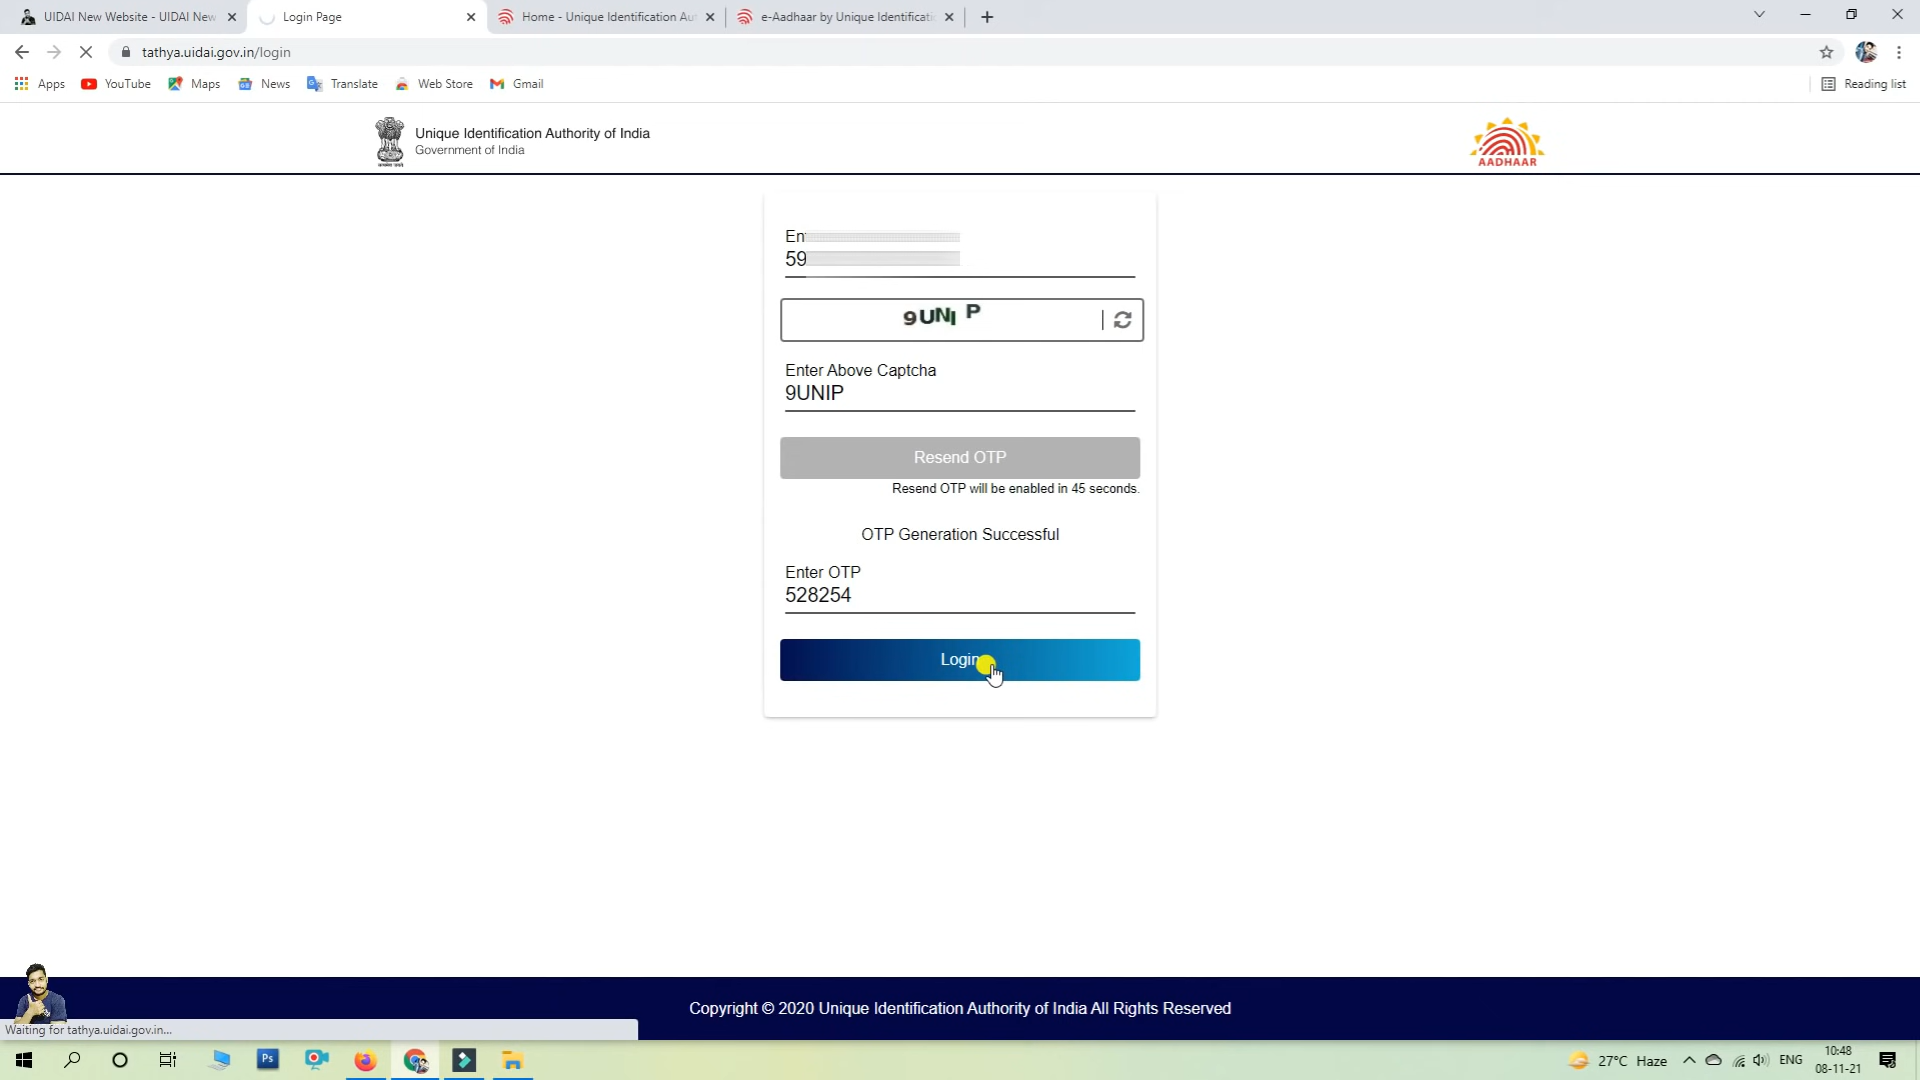 UIDAI New Website - UIDAI New
Login Page
Home - Unique Identification Au
e-Aadhaar by Unique Identificati
tathya.uidai.gov.in/login
Apps
YouTube
Maps
News
Translate
Web Store
Gmail
Reading list
Unique Identification Authority of India
Government of India
AADHAAR
En
59
9UNIP
Enter Above Captcha
9UNIP
Resend OTP
Resend OTP will be enabled in 45 seconds.
OTP Generation Successful
Enter OTP
528254
Login
Copyright © 2020 Unique Identification Authority of India All Rights Reserved
Waiting for tathya.uidai.gov.in...
Ps
27°C Haze
ENG
10:48
08-11-21